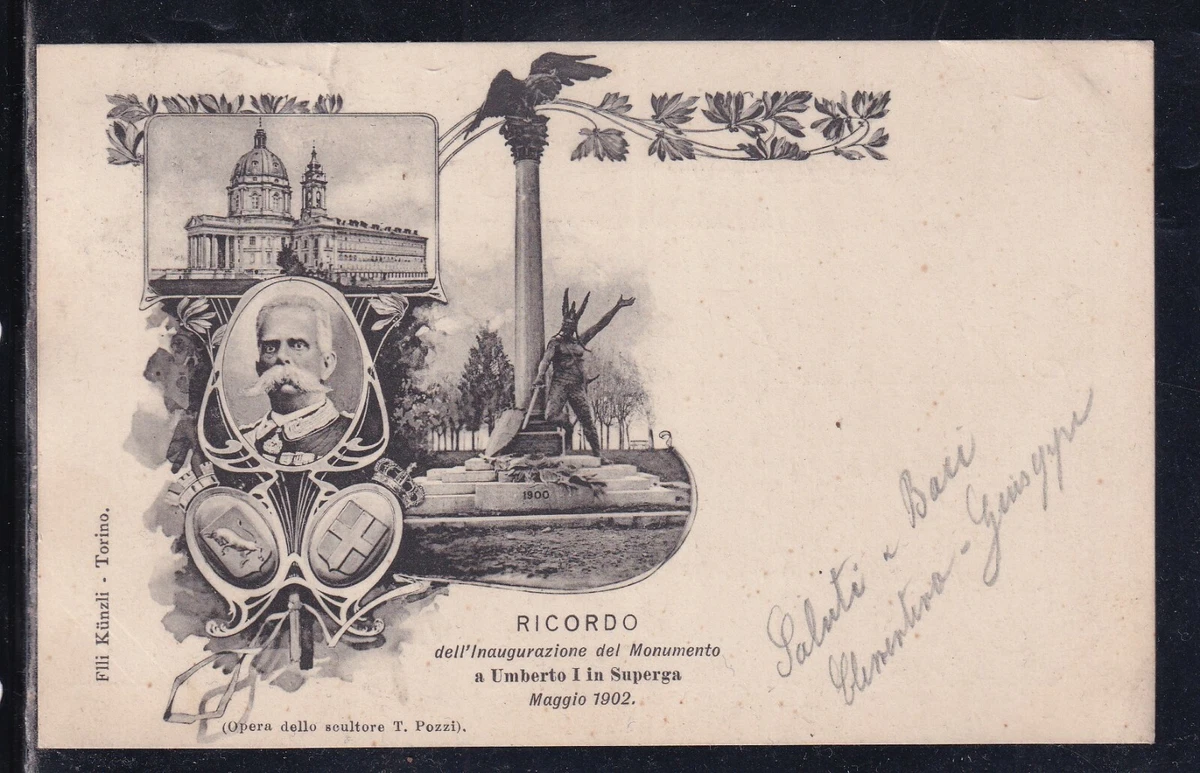 1900
RICORDO
dell'Inaugurazione del Monumento
a Umberto I in Superga
Maggio 1902.
(Opera dello scultore T. Pozzi).
Flli Künzli - Torino.
Saluti e Baci
Clementina - Giuseppe